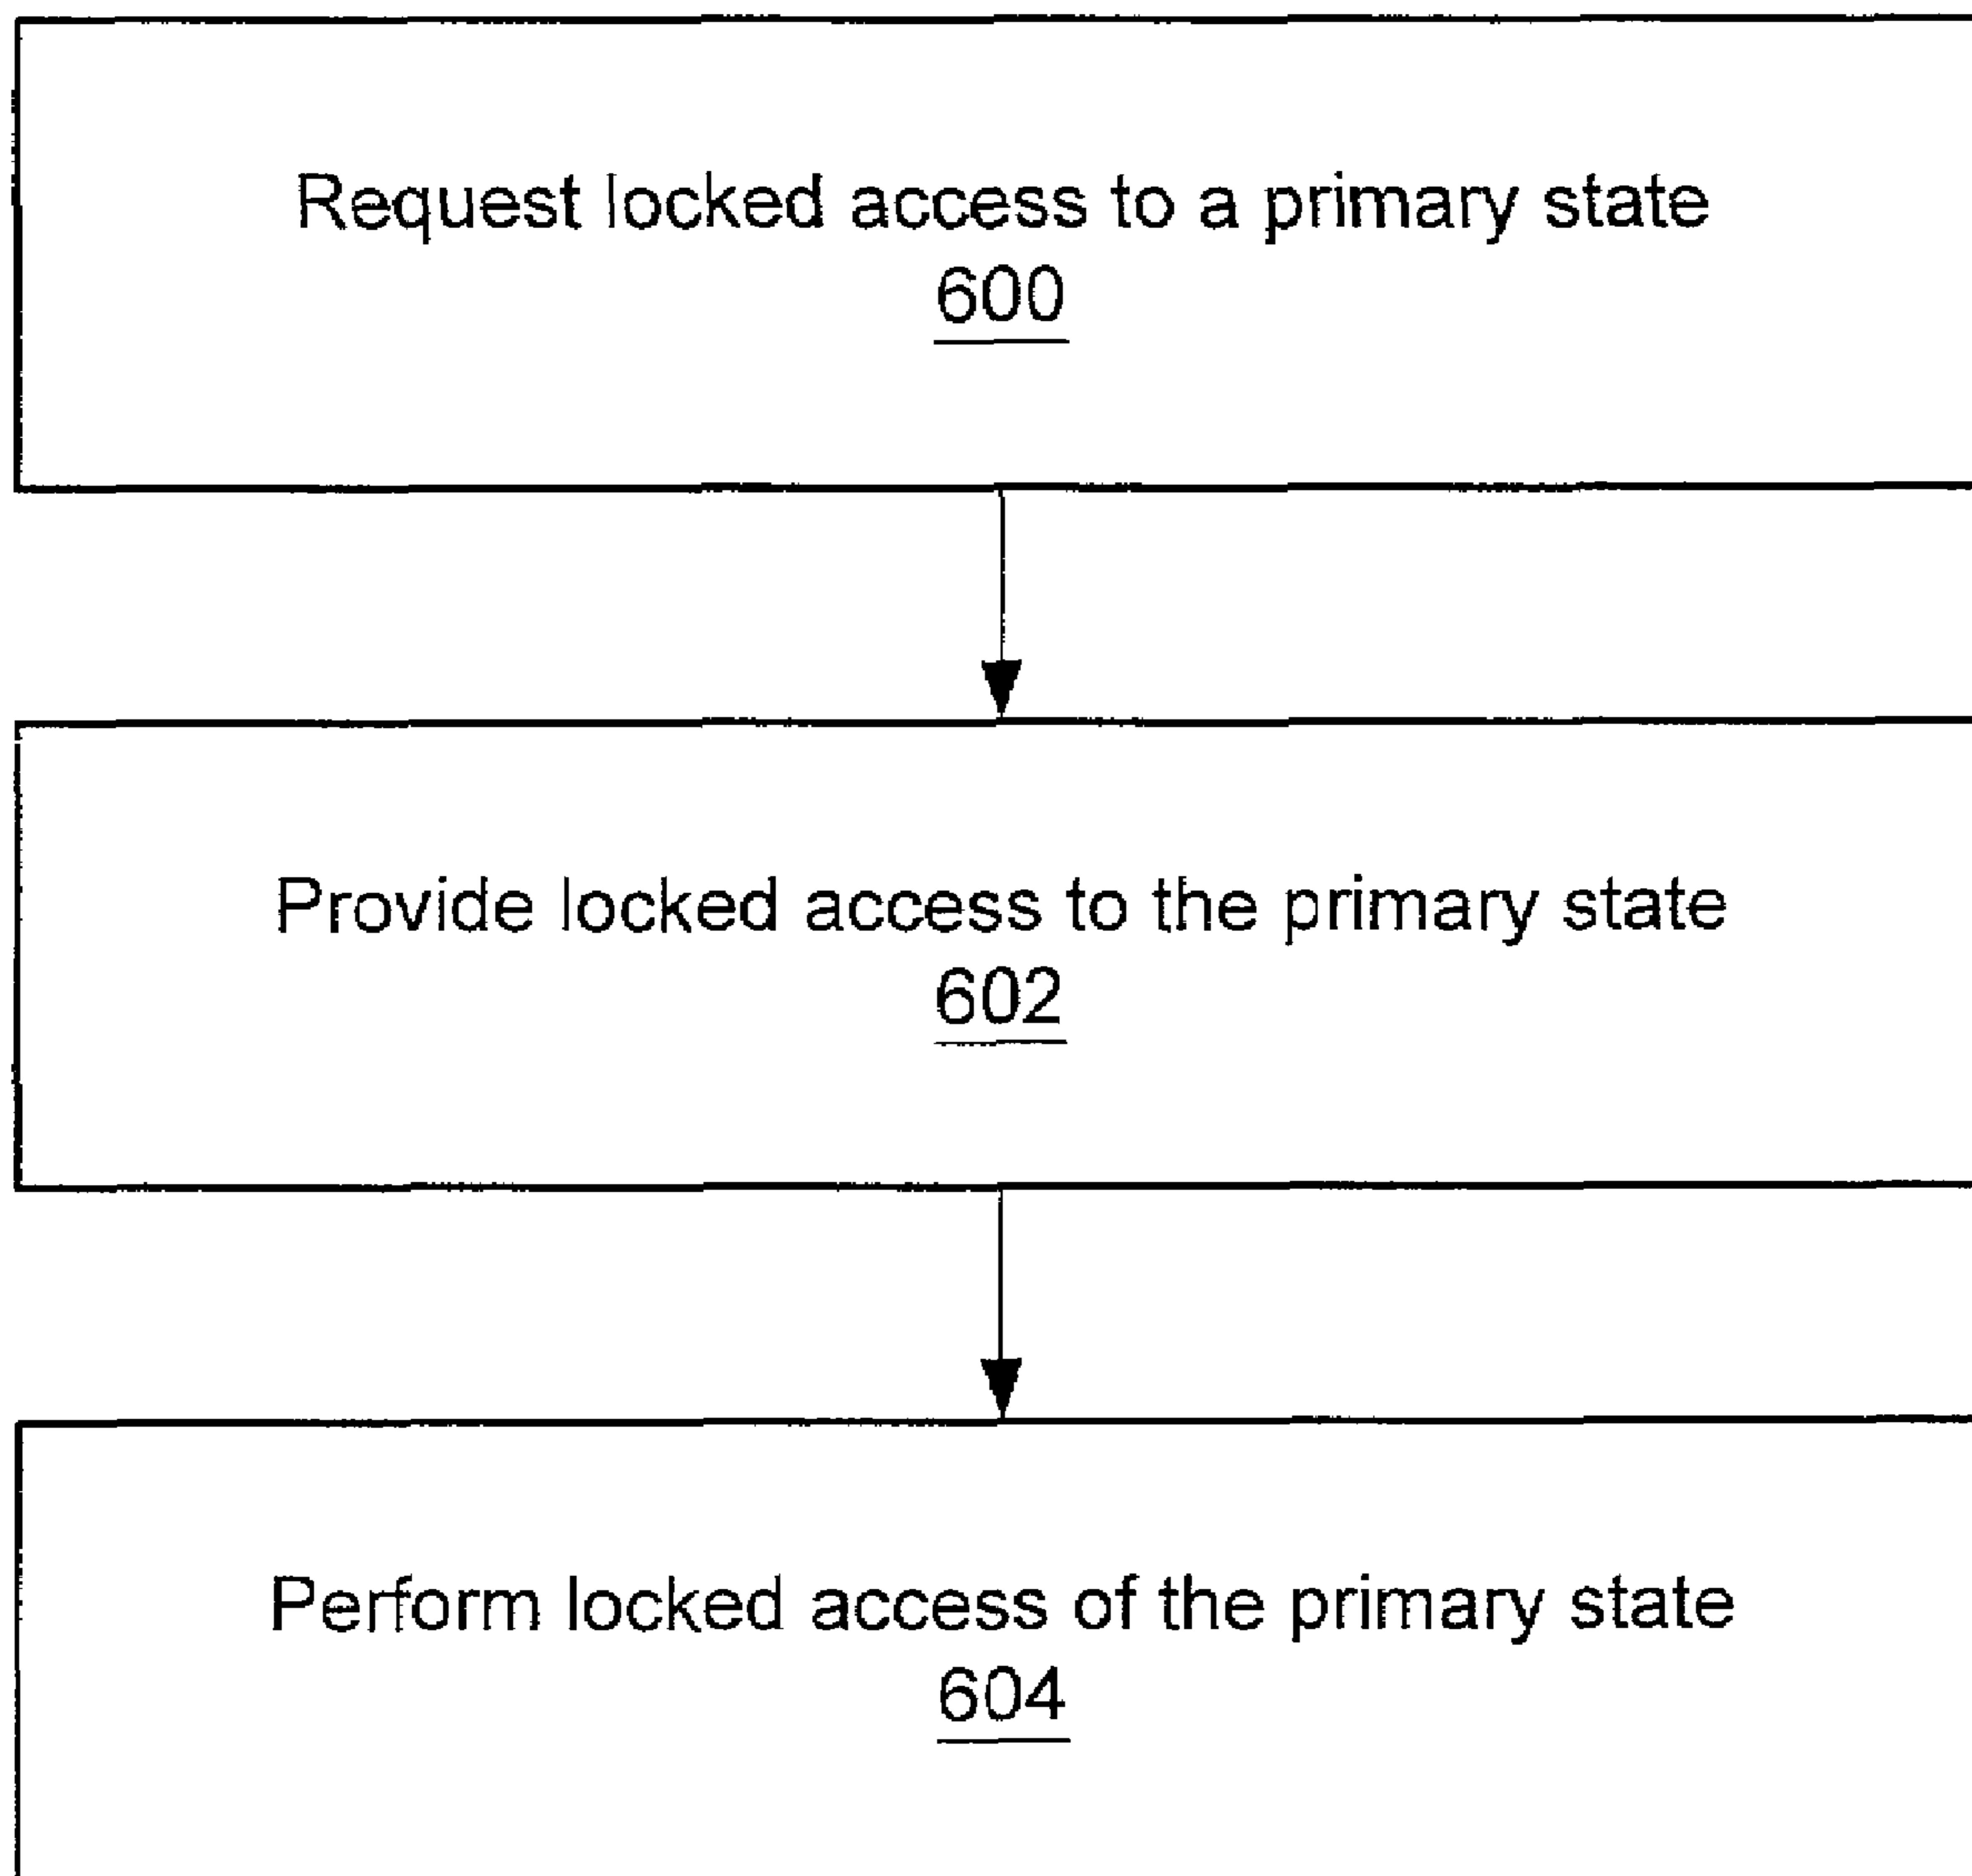 Request locked access to a primary state
600
Provide locked access to the primary state
602
Perform locked access of the primary state
604